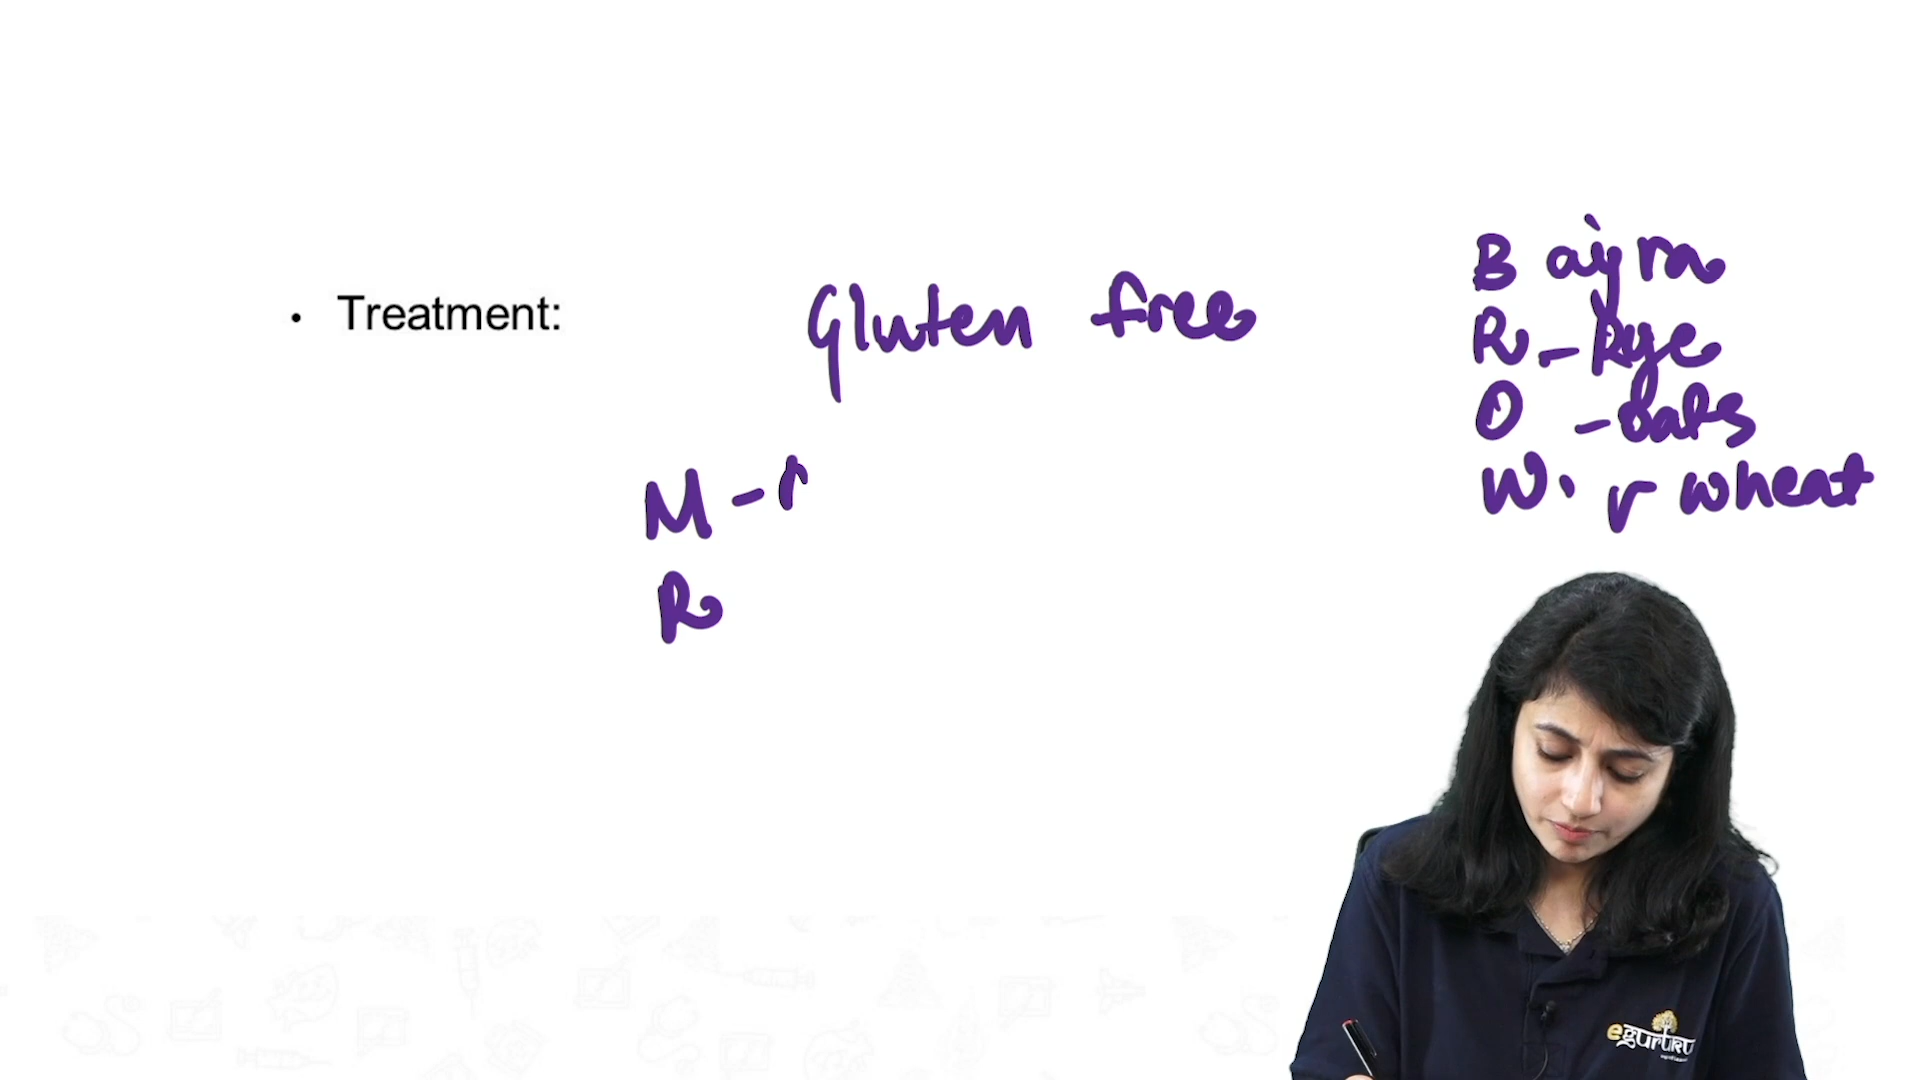 • Treatment:
Gluten free
M -
R
B ajra
R - Rye
O - oats
W. r wheat
eGURUKUL